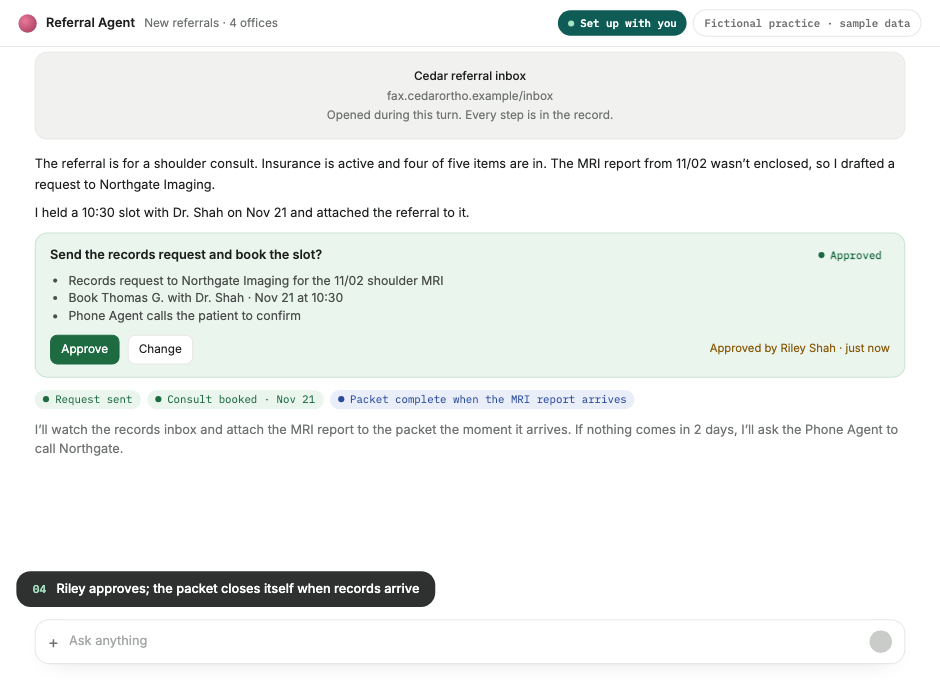 Referral Agent New referrals · 4 offices
Set up with you
Fictional practice · sample data
Cedar referral inbox
fax.cedarortho.example/inbox
Opened during this turn. Every step is in the record.
The referral is for a shoulder consult. Insurance is active and four of five items are in. The MRI report from 11/02 wasn’t enclosed, so I drafted a
request to Northgate Imaging.
I held a 10:30 slot with Dr. Shah on Nov 21 and attached the referral to it.
Send the records request and book the slot?
Approved
• Records request to Northgate Imaging for the 11/02 shoulder MRI
• Book Thomas G. with Dr. Shah · Nov 21 at 10:30
• Phone Agent calls the patient to confirm
Approve
Change
Approved by Riley Shah · just now
Request sent
Consult booked · Nov 21
Packet complete when the MRI report arrives
I’ll watch the records inbox and attach the MRI report to the packet the moment it arrives. If nothing comes in 2 days, I’ll ask the Phone Agent to
call Northgate.
04 Riley approves; the packet closes itself when records arrive
+ Ask anything